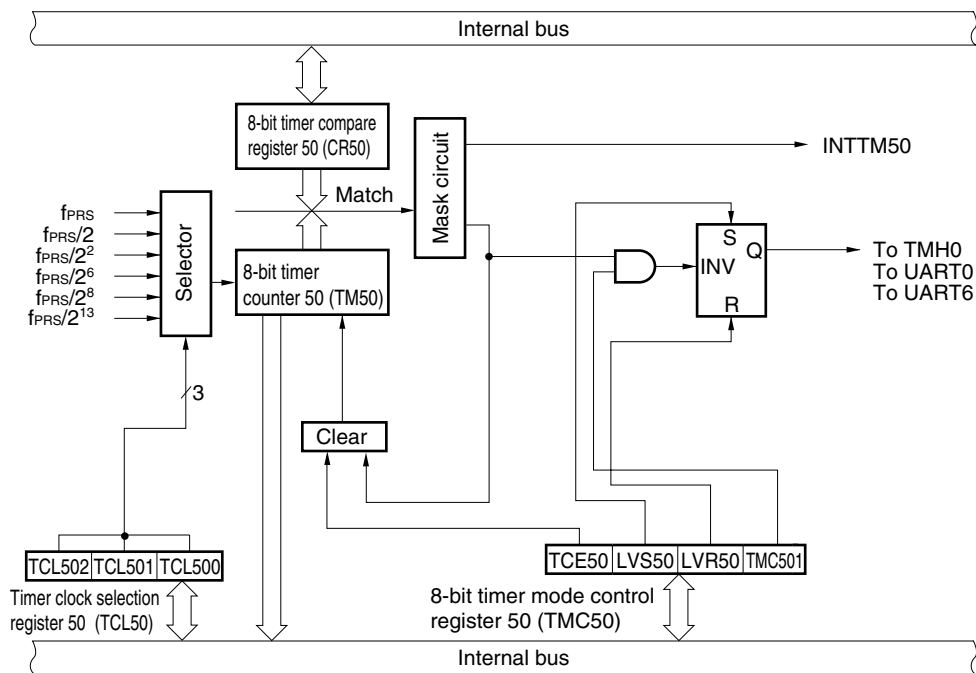 Internal bus
8-bit timer compare
register 50 (CR50)
Match
Mask circuit
INTTM50
fPRS
fPRS/2
fPRS/2²
fPRS/2⁶
fPRS/2⁸
fPRS/2¹³
Selector
8-bit timer
counter 50 (TM50)
S
Q
INV
R
To TMH0
To UART0
To UART6
3
Clear
TCL502 TCL501 TCL500
Timer clock selection
register 50 (TCL50)
TCE50 LVS50 LVR50 TMC501
8-bit timer mode control
register 50 (TMC50)
Internal bus